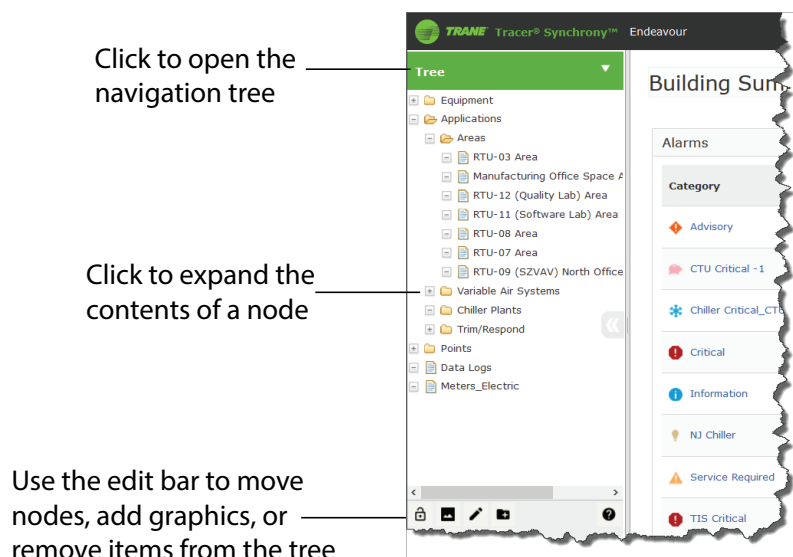 TRANE Tracer® Synchrony™ Endeavour
Click to open the
navigation tree
Tree
Equipment
Applications
Areas
RTU-03 Area
Manufacturing Office Space A
RTU-12 (Quality Lab) Area
RTU-11 (Software Lab) Area
RTU-08 Area
RTU-07 Area
RTU-09 (SZVAV) North Office
Click to expand the
contents of a node
Variable Air Systems
Chiller Plants
Trim/Respond
Points
Data Logs
Meters_Electric
Use the edit bar to move
nodes, add graphics, or
remove items from the tree
Building Sum
Alarms
Category
Advisory
CTU Critical -1
Chiller Critical_CTU
Critical
Information
NJ Chiller
Service Required
TIS Critical